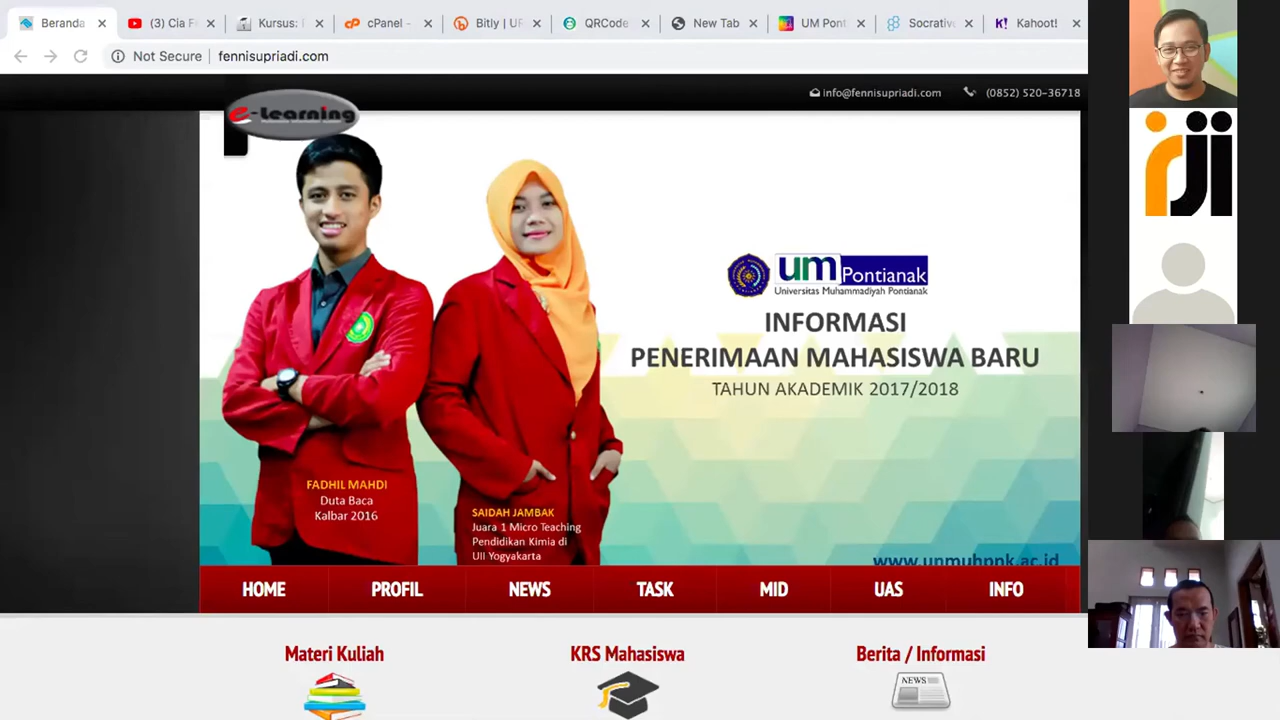 Beranda
(3) Cia Fe
Kursus: I
cPanel -
Bitly | UR
QRCode
New Tab
UM Pont
Socrative
Kahoot!
Not Secure
fennisupriadi.com
info@fennisupriadi.com
(0852) 520-36718
e-Learning
rji
um Pontianak
Universitas Muhammadiyah Pontianak
INFORMASI
PENERIMAAN MAHASISWA BARU
TAHUN AKADEMIK 2017/2018
FADHIL MAHDI
Duta Baca
Kalbar 2016
SAIDAH JAMBAK
Juara 1 Micro Teaching
Pendidikan Kimia di
UII Yogyakarta
www.unmuhpnk.ac.id
HOME
PROFIL
NEWS
TASK
MID
UAS
INFO
Materi Kuliah
KRS Mahasiswa
Berita / Informasi
NEWS